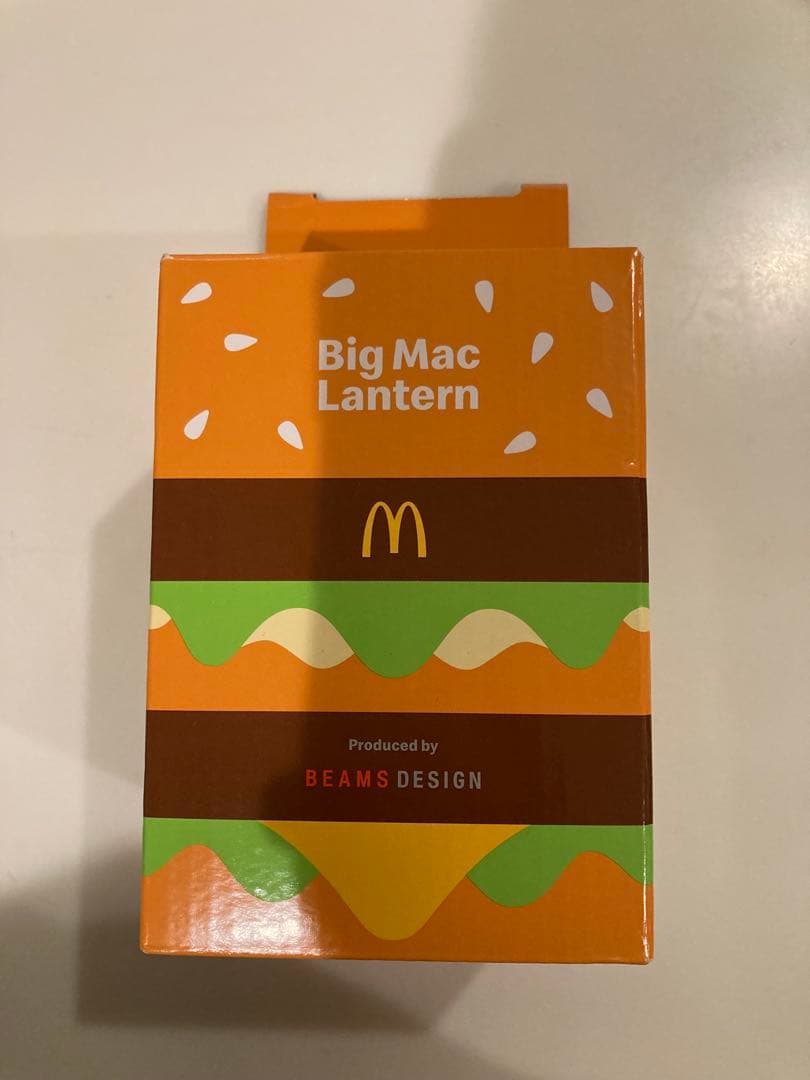 Big Mac
Lantern
M
Produced by
BEAMS DESIGN